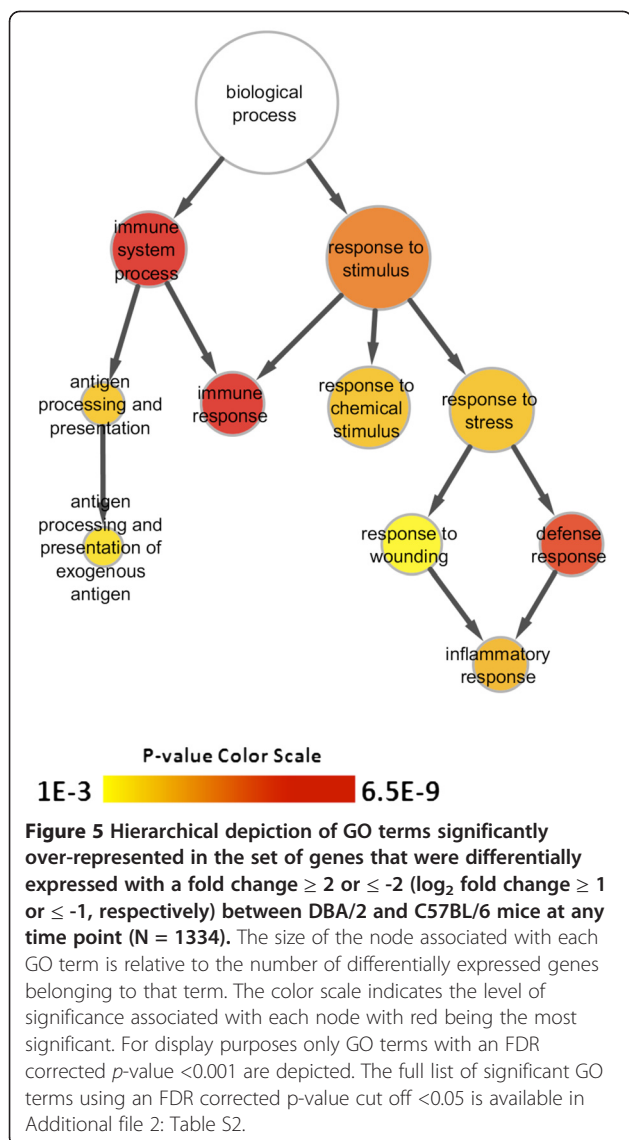 biological
process
immune
system
process
response to
stimulus
antigen
processing and
presentation
immune
response
response to
chemical
stimulus
response to
stress
antigen
processing and
presentation of
exogenous
antigen
response to
wounding
defense
response
inflammatory
response
P-value Color Scale
1E-3 6.5E-9
Figure 5 Hierarchical depiction of GO terms significantly
over-represented in the set of genes that were differentially
expressed with a fold change ≥ 2 or ≤ -2 (log₂ fold change ≥ 1
or ≤ -1, respectively) between DBA/2 and C57BL/6 mice at any
time point (N = 1334). The size of the node associated with each
GO term is relative to the number of differentially expressed genes
belonging to that term. The color scale indicates the level of
significance associated with each node with red being the most
significant. For display purposes only GO terms with an FDR
corrected p-value <0.001 are depicted. The full list of significant GO
terms using an FDR corrected p-value cut off <0.05 is available in
Additional file 2: Table S2.